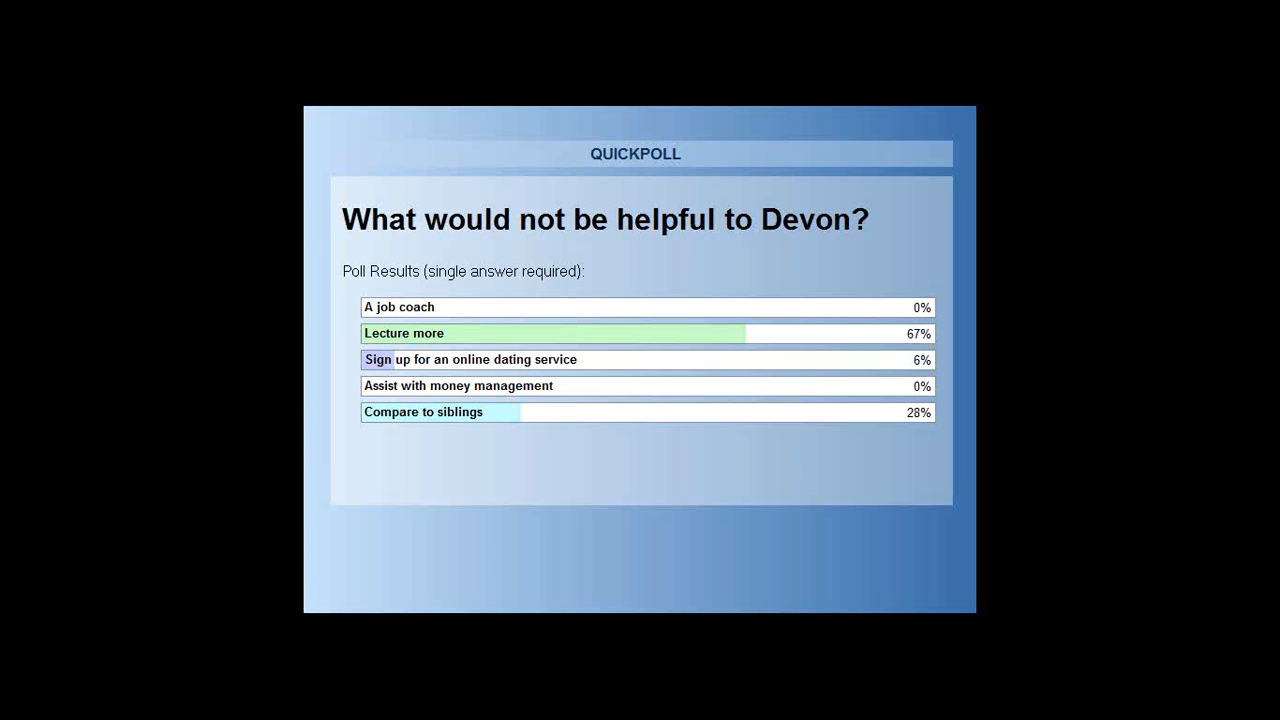 QUICKPOLL
What would not be helpful to Devon?
Poll Results (single answer required):
A job coach 0%
Lecture more 67%
Sign up for an online dating service 6%
Assist with money management 0%
Compare to siblings 28%